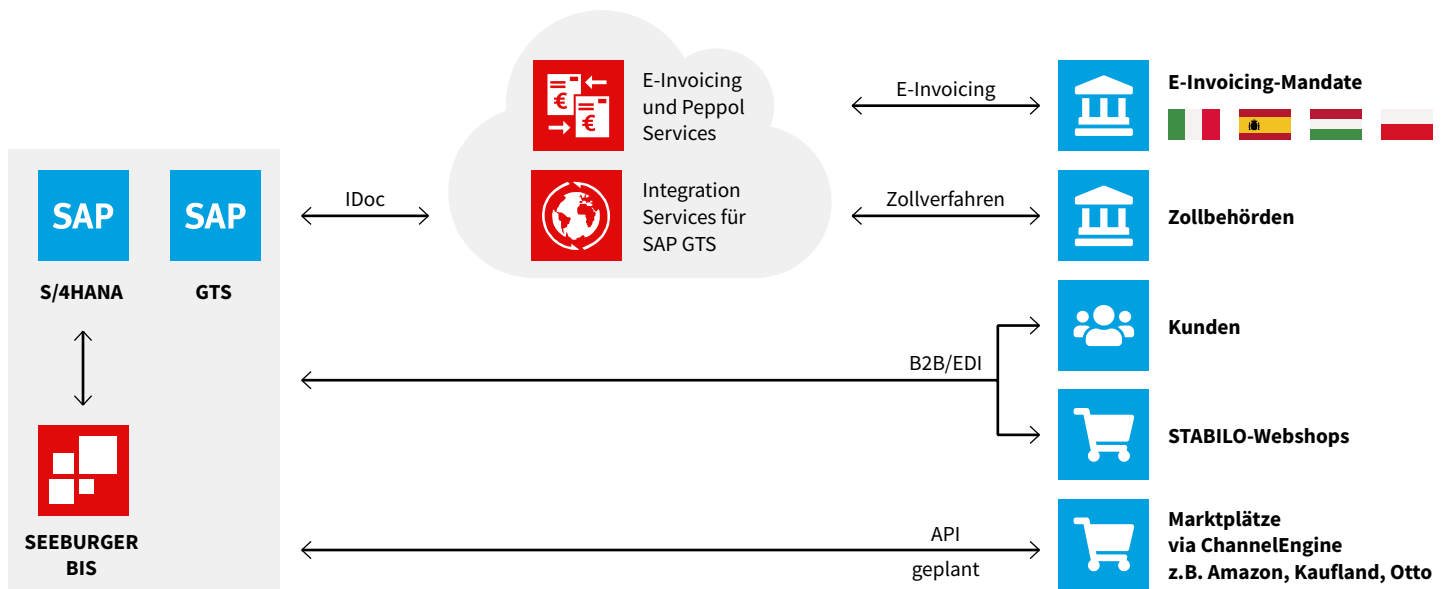 E-Invoicing
und Peppol
Services
E-Invoicing
E-Invoicing-Mandate
€
€
SAP
SAP
IDoc
Integration
Services für
SAP GTS
Zollverfahren
Zollbehörden
S/4HANA
GTS
Kunden
B2B/EDI
STABILO-Webshops
SEEBURGER
BIS
API
geplant
Marktplätze
via ChannelEngine
z.B. Amazon, Kaufland, Otto